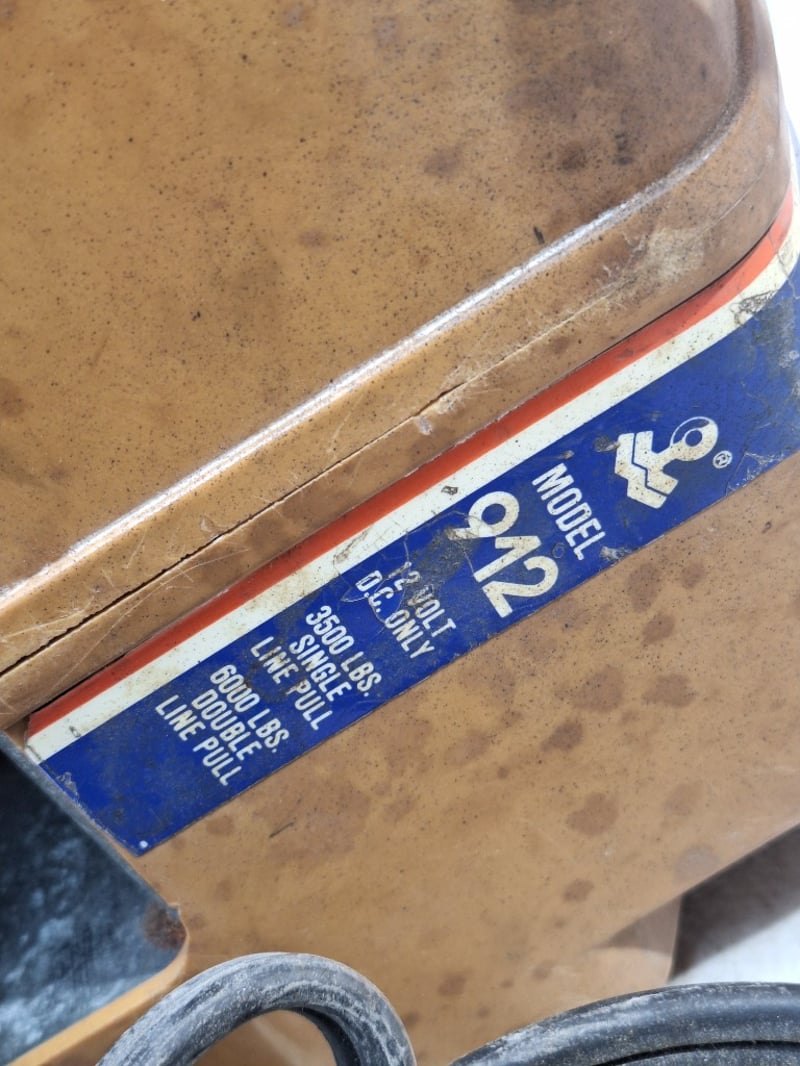 ®
MODEL
912
12 VOLT
D.C. ONLY
3500 LBS.
SINGLE
LINE PULL
6000 LBS.
DOUBLE
LINE PULL